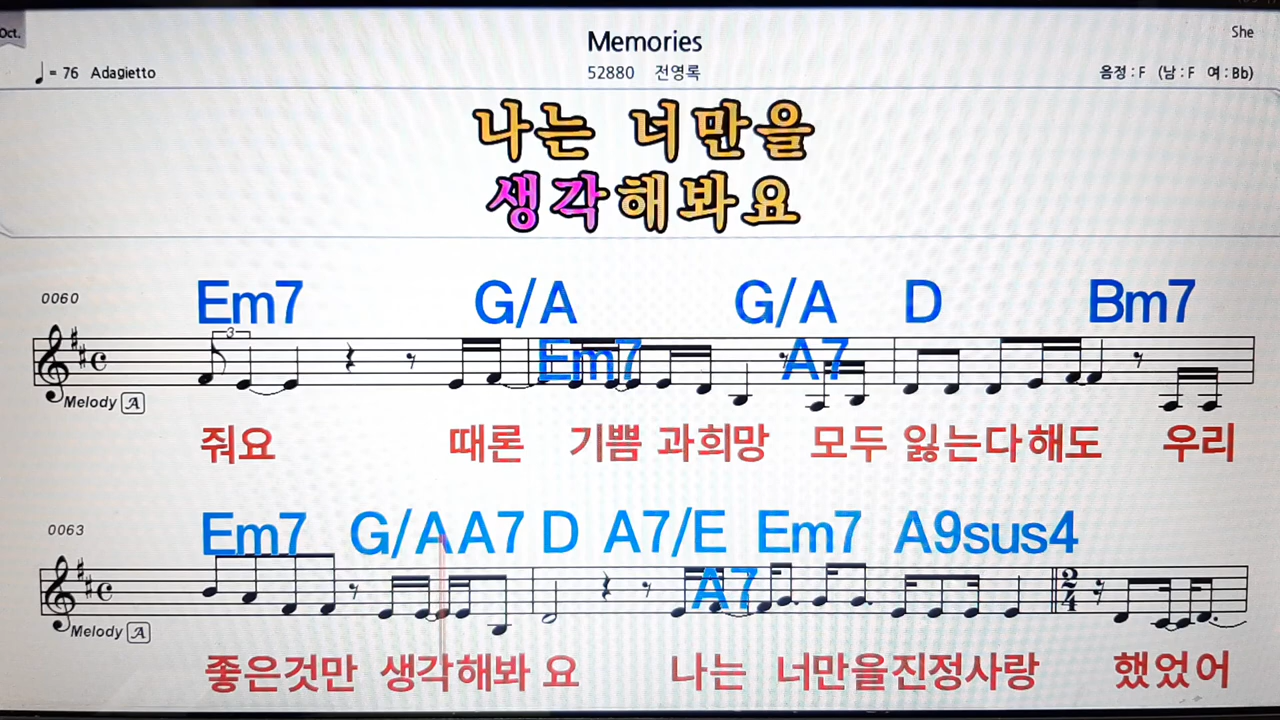 Oct.
Memories
She
♩ = 76 Adagietto
52880 전영록
음정 : F (남 : F 여 : Bb)
나는 너만을
생각해봐요
0060
Em7 G/A G/A D Bm7
Em7 A7
3
Melody A
줘요 때론 기쁨 과희망 모두 잃는다해도 우리
0063
Em7 G/A A7 D A7/E Em7 A9sus4
A7
2
4
Melody A
좋은것만 생각해봐 요 나는 너만을진정사랑 했었어